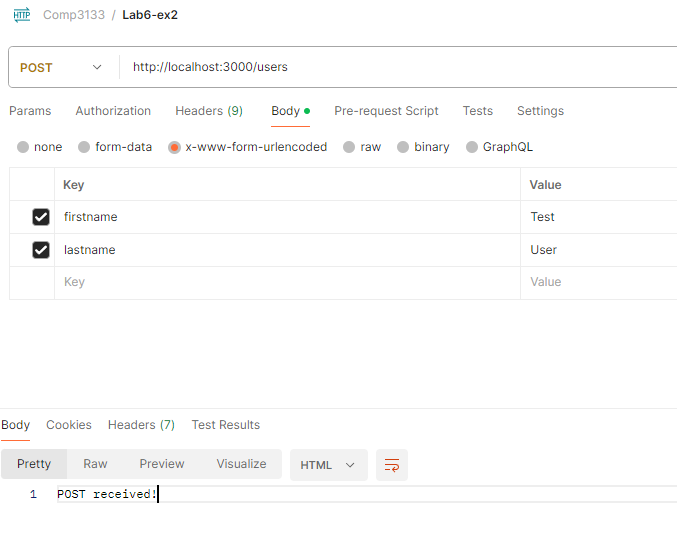 HTTP Comp3133 / Lab6-ex2
POST http://localhost:3000/users
Params Authorization Headers (9) Body Pre-request Script Tests Settings
none form-data x-www-form-urlencoded raw binary GraphQL
Key Value
firstname Test
lastname User
Key Value
Body Cookies Headers (7) Test Results
Pretty Raw Preview Visualize HTML
1 POST received!